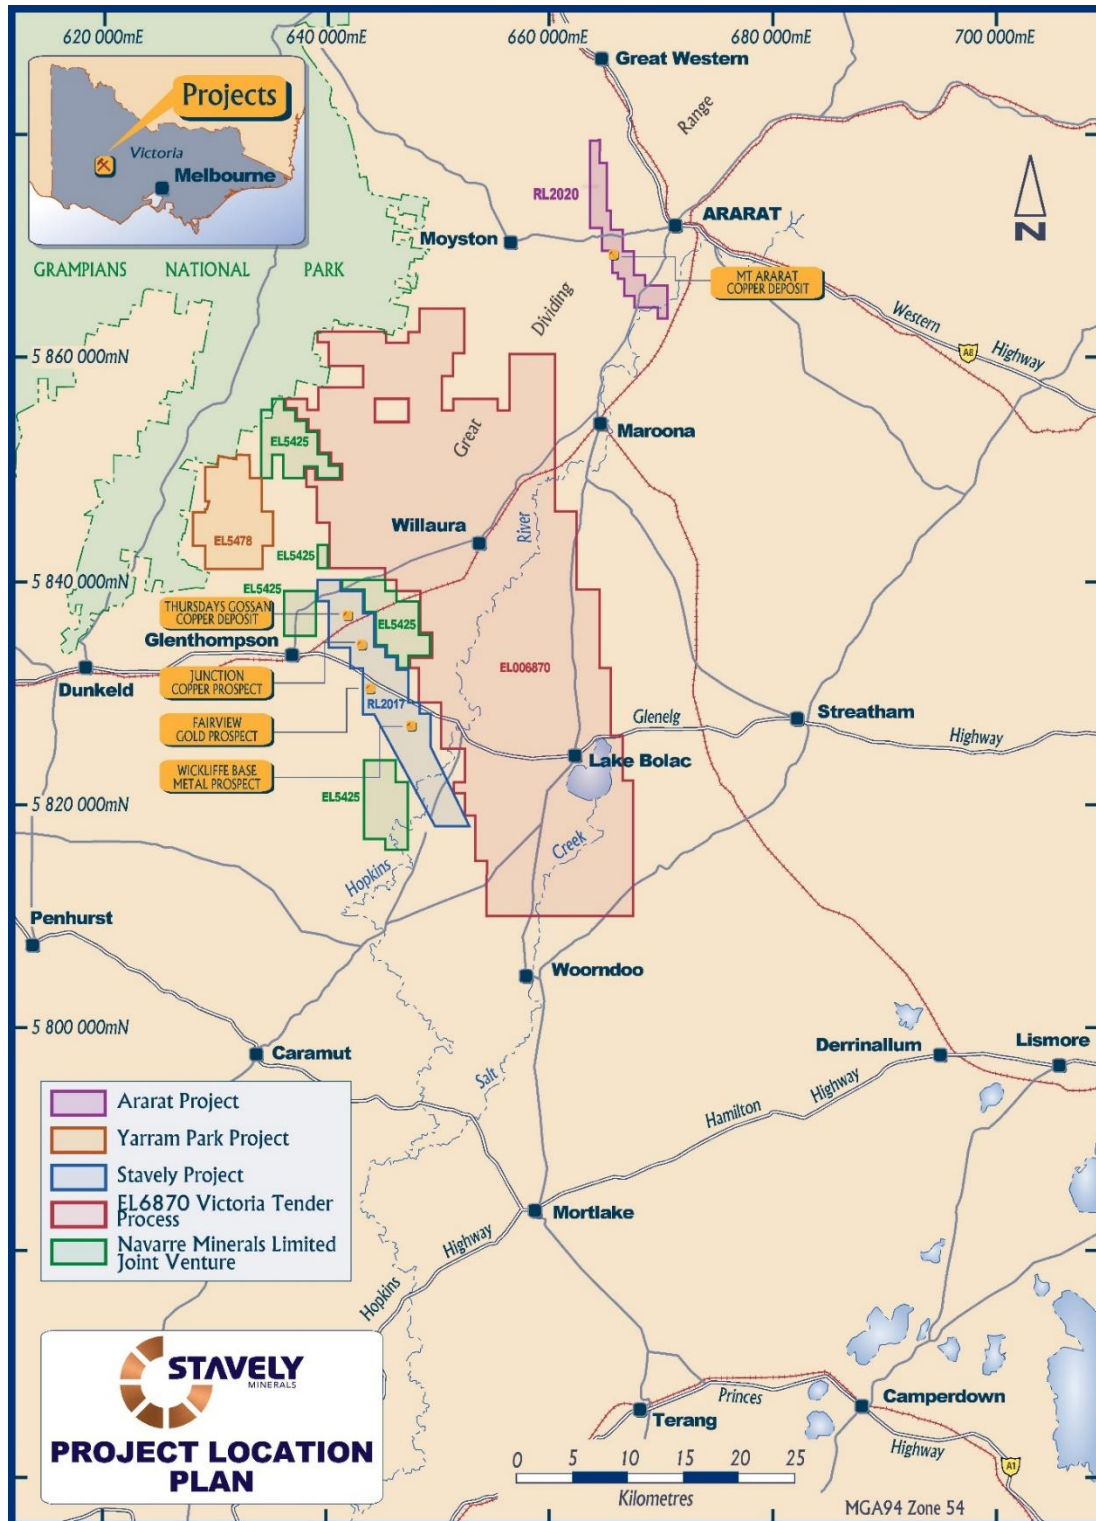 620 000mE
640 000mE
660 000mE
680 000mE
700 000mE
Great Western
Projects
Victoria
Melbourne
Range
RL2020
ARARAT
Moyston
N
GRAMPIANS NATIONAL PARK
MT ARARAT
COPPER DEPOSIT
Dividing
Western
A8
Highway
5 860 000mN
Great
Maroona
EL5425
Willaura
River
EL5478
EL5425
5 840 000mN
EL5425
THURSDAYS GOSSAN
COPPER DEPOSIT
EL5425
Glenthompson
EL006870
Dunkeld
JUNCTION
COPPER PROSPECT
RL2017
FAIRVIEW
GOLD PROSPECT
Glenelg
Streatham
Highway
WICKLIFFE BASE
METAL PROSPECT
Lake Bolac
EL5425
5 820 000mN
Creek
Hopkins
Penhurst
Woorndoo
5 800 000mN
Caramut
Derrinallum
Lismore
Salt
Highway
Hamilton
Ararat Project
Yarram Park Project
Stavely Project
EL6870 Victoria Tender
Process
Navarre Minerals Limited
Joint Venture
Mortlake
Highway
Hopkins
STAVELY
MINERALS
PROJECT LOCATION
PLAN
Terang
Princes
Camperdown
Highway
A1
0 5 10 15 20 25
Kilometres
MGA94 Zone 54